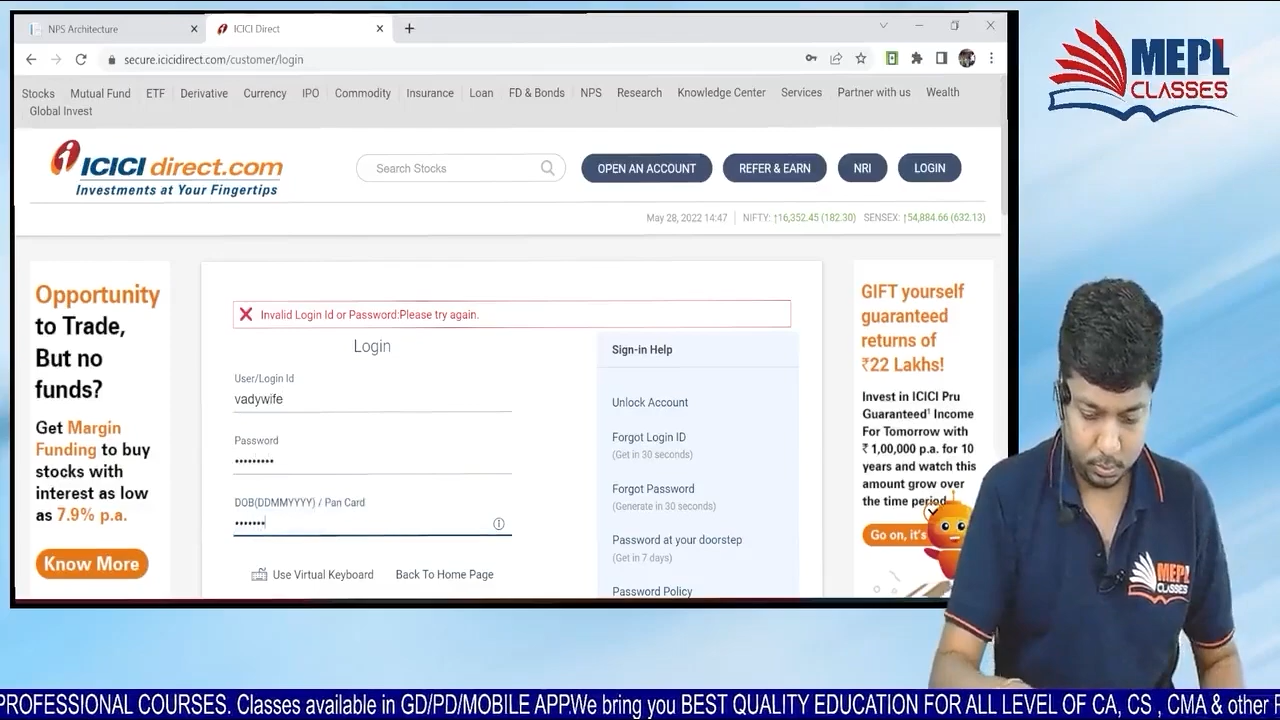 NPS Architecture
ICICI Direct
secure.icicidirect.com/customer/login
Stocks Mutual Fund ETF Derivative Currency IPO Commodity Insurance FD & Bonds NPS Research Knowledge Center Services Partner with us Wealth
Global Invest
ICICI direct.com
Investments at Your Fingertips
Search Stocks
OPEN AN ACCOUNT
REFER & EARN
NRI
LOGIN
May 28, 2022 14:47 NIFTY: ↑16,352.45 (182.30) SENSEX: ↑54,884.66 (632.13)
Opportunity
to Trade,
But no
funds?
Get Margin
Funding to buy
stocks with
interest as low
as 7.9% p.a.
Know More
Invalid Login Id or Password:Please try again.
Login
User/Login Id
vadywife
Password
•••••••••
DOB(DDMMYYYY) / Pan Card
•••••••
Use Virtual Keyboard
Back To Home Page
Sign-in Help
Unlock Account
Forgot Login ID
(Get in 30 seconds)
Forgot Password
(Generate in 30 seconds)
Password at your doorstep
(Get in 7 days)
Password Policy
GIFT yourself
guaranteed
returns of
₹22 Lakhs!
Invest in ICICI Pru
Guaranteed¹ Income
For Tomorrow with
₹ 1,00,000 p.a. for 10
years and watch this
amount grow over
the time period.
Go on, it's
MEPL
CLASSES
MEPL
CLASSES
PROFESSIONAL COURSES. Classes available in GD/PD/MOBILE APP.We bring you BEST QUALITY EDUCATION FOR ALL LEVEL OF CA, CS , CMA & other